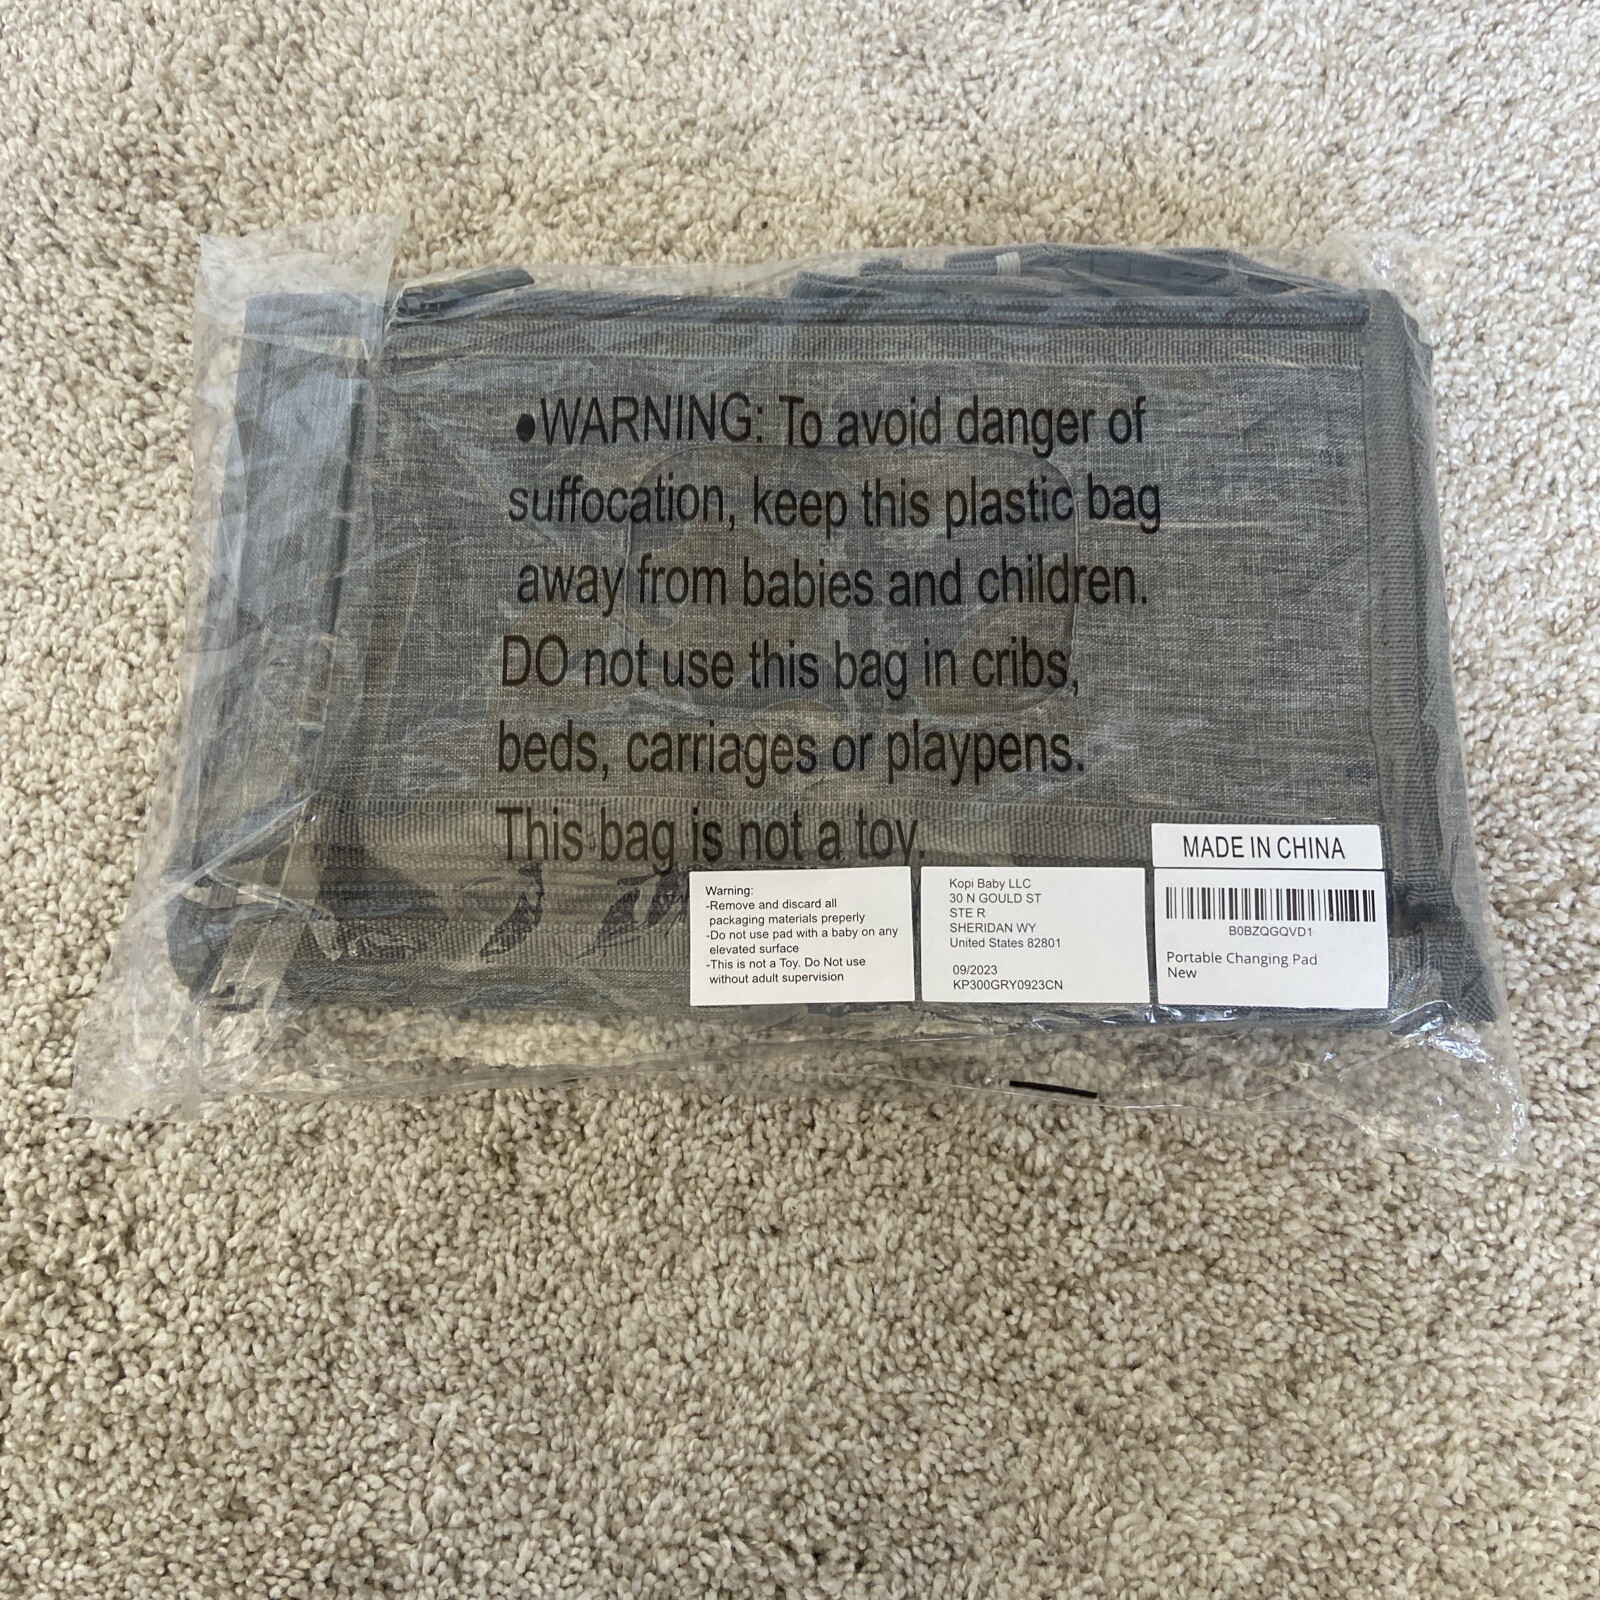 ●WARNING: To avoid danger of
suffocation, keep this plastic bag
away from babies and children.
DO not use this bag in cribs,
beds, carriages or playpens.
This bag is not a toy.
Warning:
-Remove and discard all
packaging materials preperly
-Do not use pad with a baby on any
elevated surface
-This is not a Toy. Do Not use
without adult supervision
Kopi Baby LLC
30 N GOULD ST
STE R
SHERIDAN WY
United States 82801
09/2023
KP300GRY0923CN
MADE IN CHINA
B0BZQGQVD1
Portable Changing Pad
New